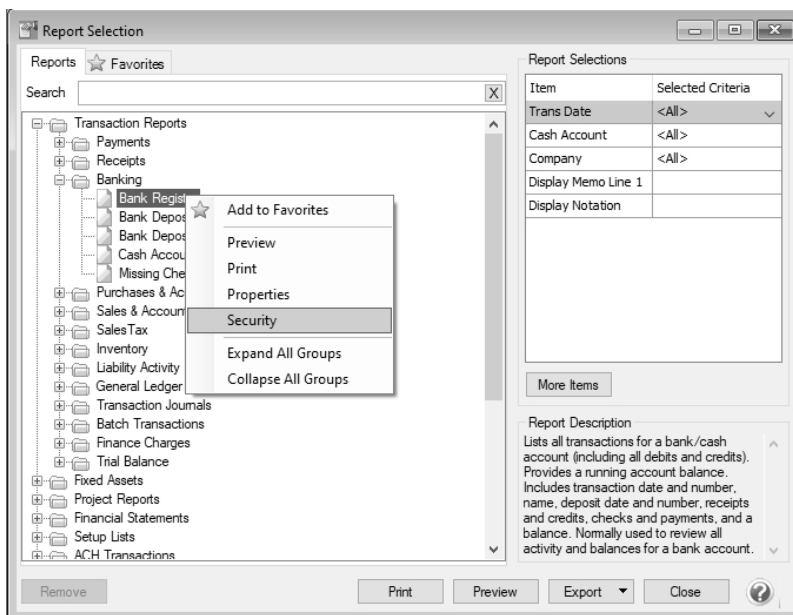 Report Selection
Reports Favorites
Search X
Transaction Reports
Payments
Receipts
Banking
Bank Regist
Bank Depos
Bank Depos
Cash Accou
Missing Che
Purchases & Ac
Sales & Accoun
Sales Tax
Inventory
Liability Activity
General Ledger
Transaction Journals
Batch Transactions
Finance Charges
Trial Balance
Fixed Assets
Project Reports
Financial Statements
Setup Lists
ACH Transactions
Add to Favorites
Preview
Print
Properties
Security
Expand All Groups
Collapse All Groups
Report Selections
Item Selected Criteria
Trans Date <All>
Cash Account <All>
Company <All>
Display Memo Line 1
Display Notation
More Items
Report Description
Lists all transactions for a bank/cash
account (including all debits and credits).
Provides a running account balance.
Includes transaction date and number,
name, deposit date and number, receipts
and credits, checks and payments, and a
balance. Normally used to review all
activity and balances for a bank account.
Remove Print Preview Export Close ?